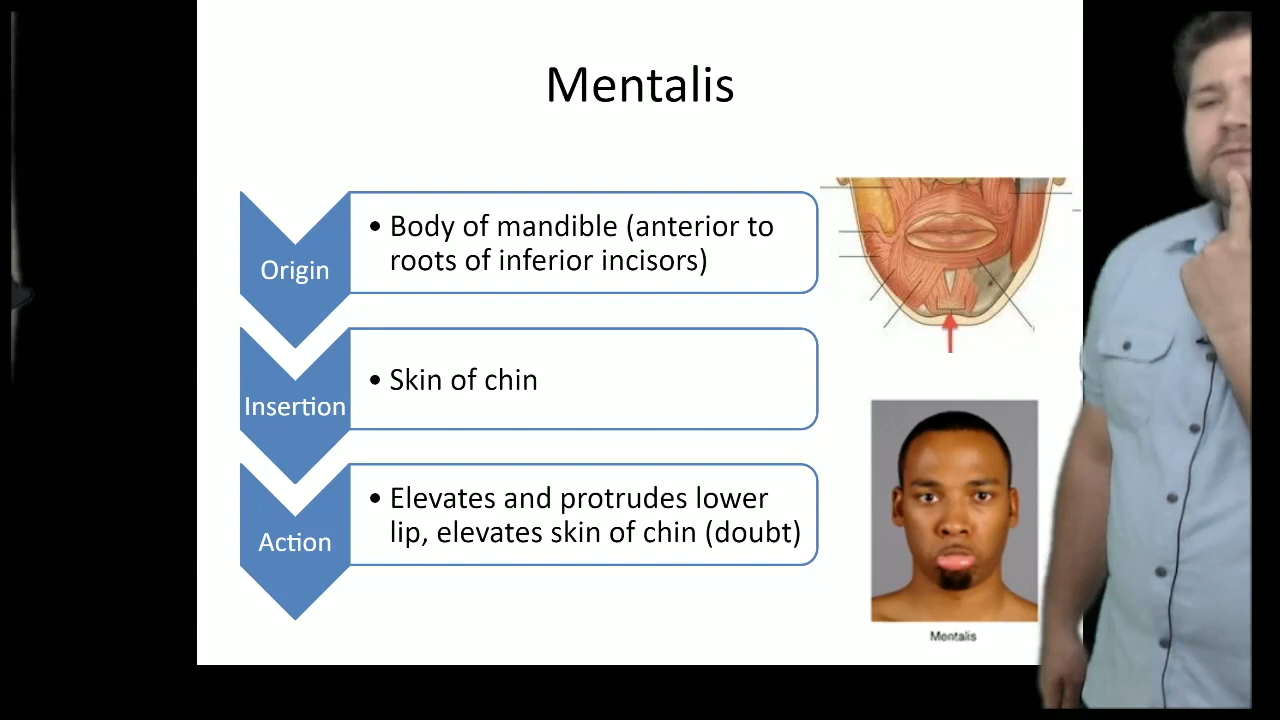 Mentalis
Origin
• Body of mandible (anterior to
roots of inferior incisors)
Insertion
• Skin of chin
Action
• Elevates and protrudes lower
lip, elevates skin of chin (doubt)
Mentalis